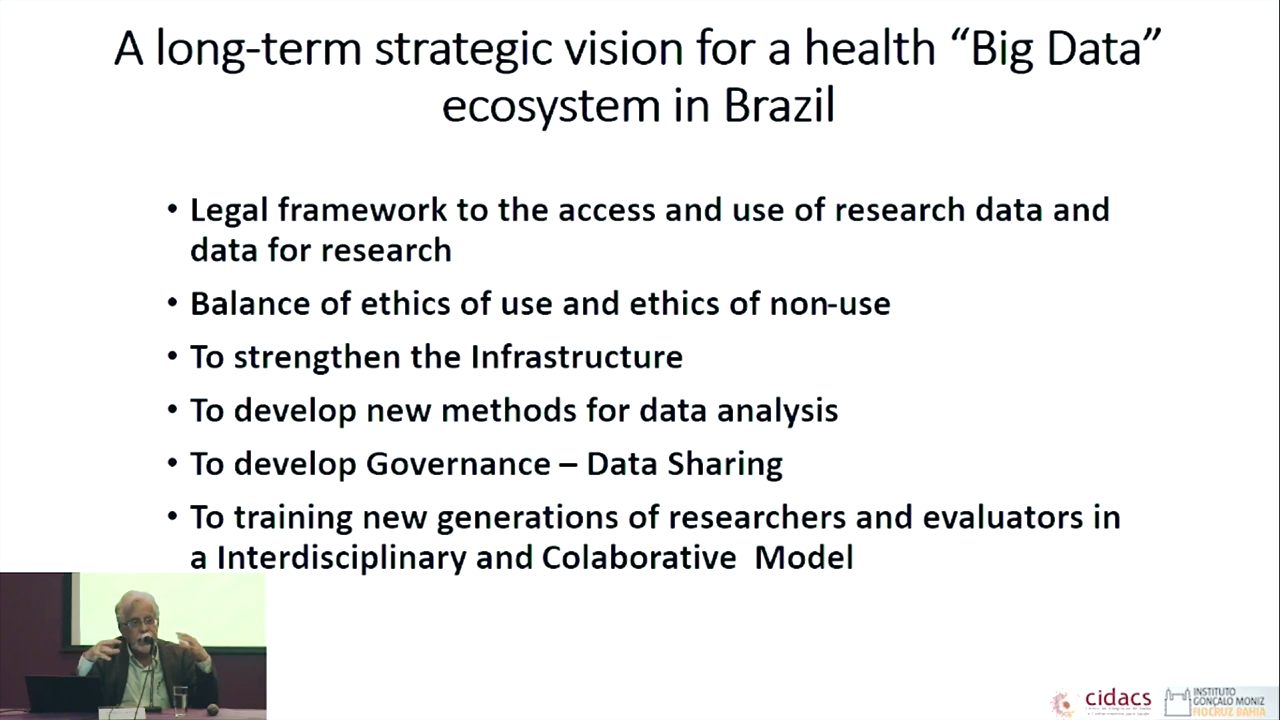 A long-term strategic vision for a health “Big Data”
ecosystem in Brazil
• Legal framework to the access and use of research data and
data for research
• Balance of ethics of use and ethics of non-use
• To strengthen the Infrastructure
• To develop new methods for data analysis
• To develop Governance – Data Sharing
• To training new generations of researchers and evaluators in
a Interdisciplinary and Colaborative Model
cidacs
INSTITUTO
GONÇALO MONIZ
FIOCRUZ BAHIA